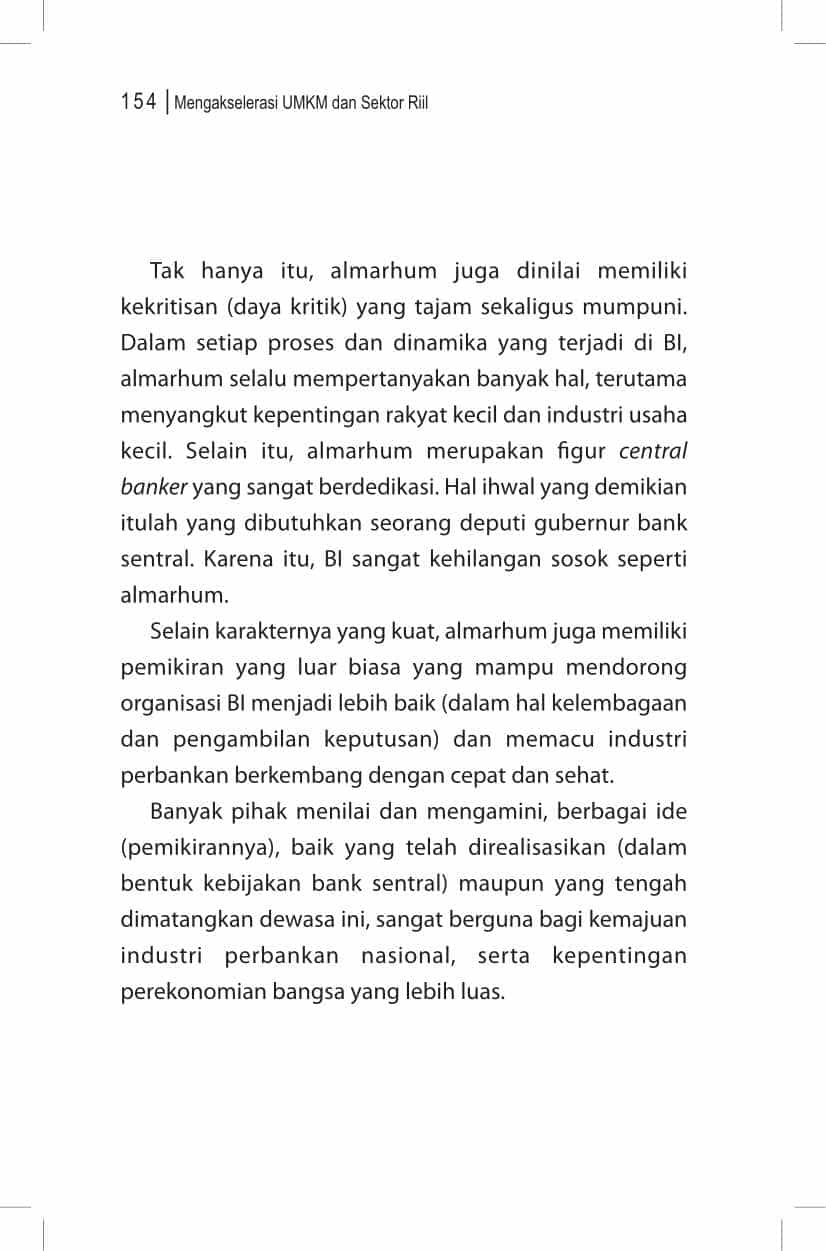 154 | Mengakselerasi UMKM dan Sektor Riil
Tak hanya itu, almarhum juga dinilai memiliki
kekritisan (daya kritik) yang tajam sekaligus mumpuni.
Dalam setiap proses dan dinamika yang terjadi di BI,
almarhum selalu mempertanyakan banyak hal, terutama
menyangkut kepentingan rakyat kecil dan industri usaha
kecil. Selain itu, almarhum merupakan figur central
banker yang sangat berdedikasi. Hal ihwal yang demikian
itulah yang dibutuhkan seorang deputi gubernur bank
sentral. Karena itu, BI sangat kehilangan sosok seperti
almarhum.
Selain karakternya yang kuat, almarhum juga memiliki
pemikiran yang luar biasa yang mampu mendorong
organisasi BI menjadi lebih baik (dalam hal kelembagaan
dan pengambilan keputusan) dan memacu industri
perbankan berkembang dengan cepat dan sehat.
Banyak pihak menilai dan mengamini, berbagai ide
(pemikirannya), baik yang telah direalisasikan (dalam
bentuk kebijakan bank sentral) maupun yang tengah
dimatangkan dewasa ini, sangat berguna bagi kemajuan
industri perbankan nasional, serta kepentingan
perekonomian bangsa yang lebih luas.